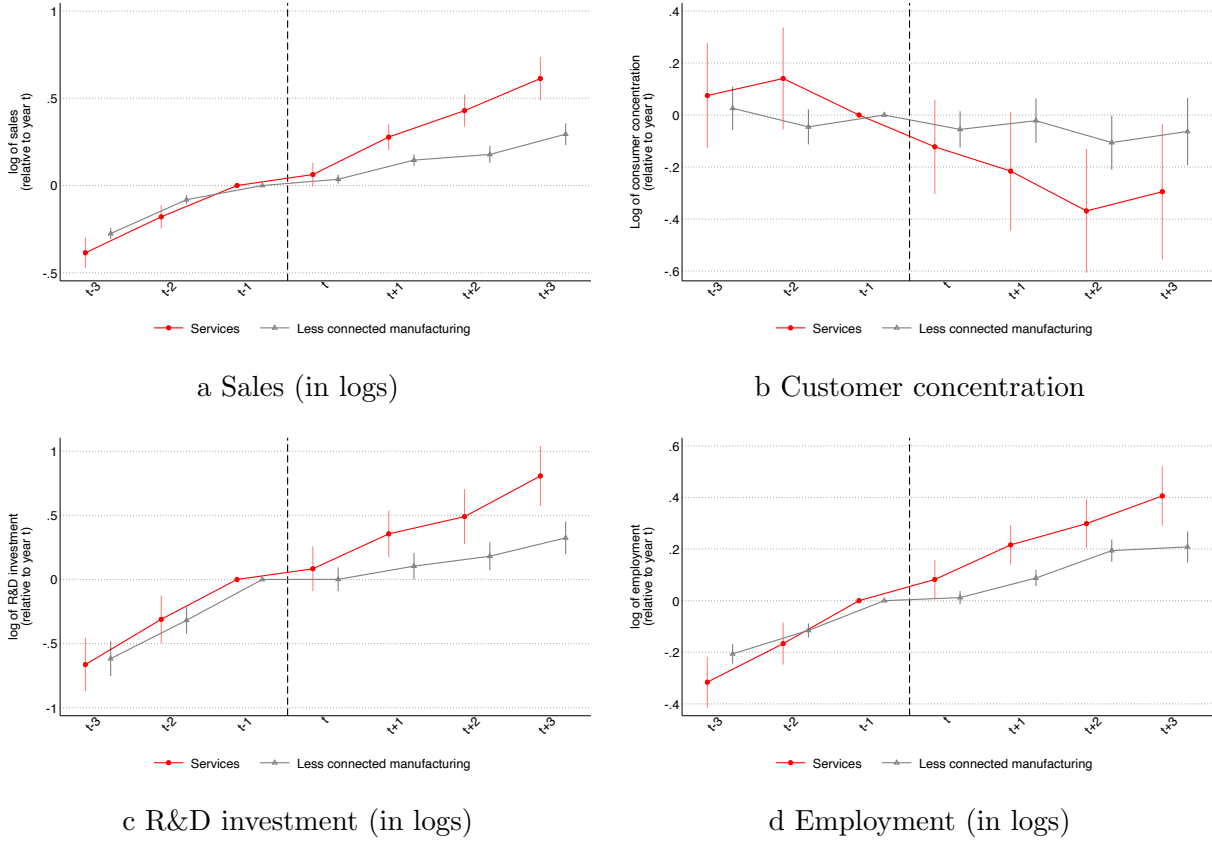 1
.5
0
-.5
log of sales
(relative to year t)
t-3
t-2
t-1
t
t+1
t+2
t+3
Services
Less connected manufacturing
a Sales (in logs)
.4
.2
0
-.2
-.4
-.6
Log of consumer concentration
(relative to year t)
t-3
t-2
t-1
t
t+1
t+2
t+3
Services
Less connected manufacturing
b Customer concentration
1
.5
0
-.5
-1
log of R&D investment
(relative to year t)
t-3
t-2
t-1
t
t+1
t+2
t+3
Services
Less connected manufacturing
c R&D investment (in logs)
.6
.4
.2
0
-.2
-.4
log of employment
(relative to year t)
t-3
t-2
t-1
t
t+1
t+2
t+3
Services
Less connected manufacturing
d Employment (in logs)